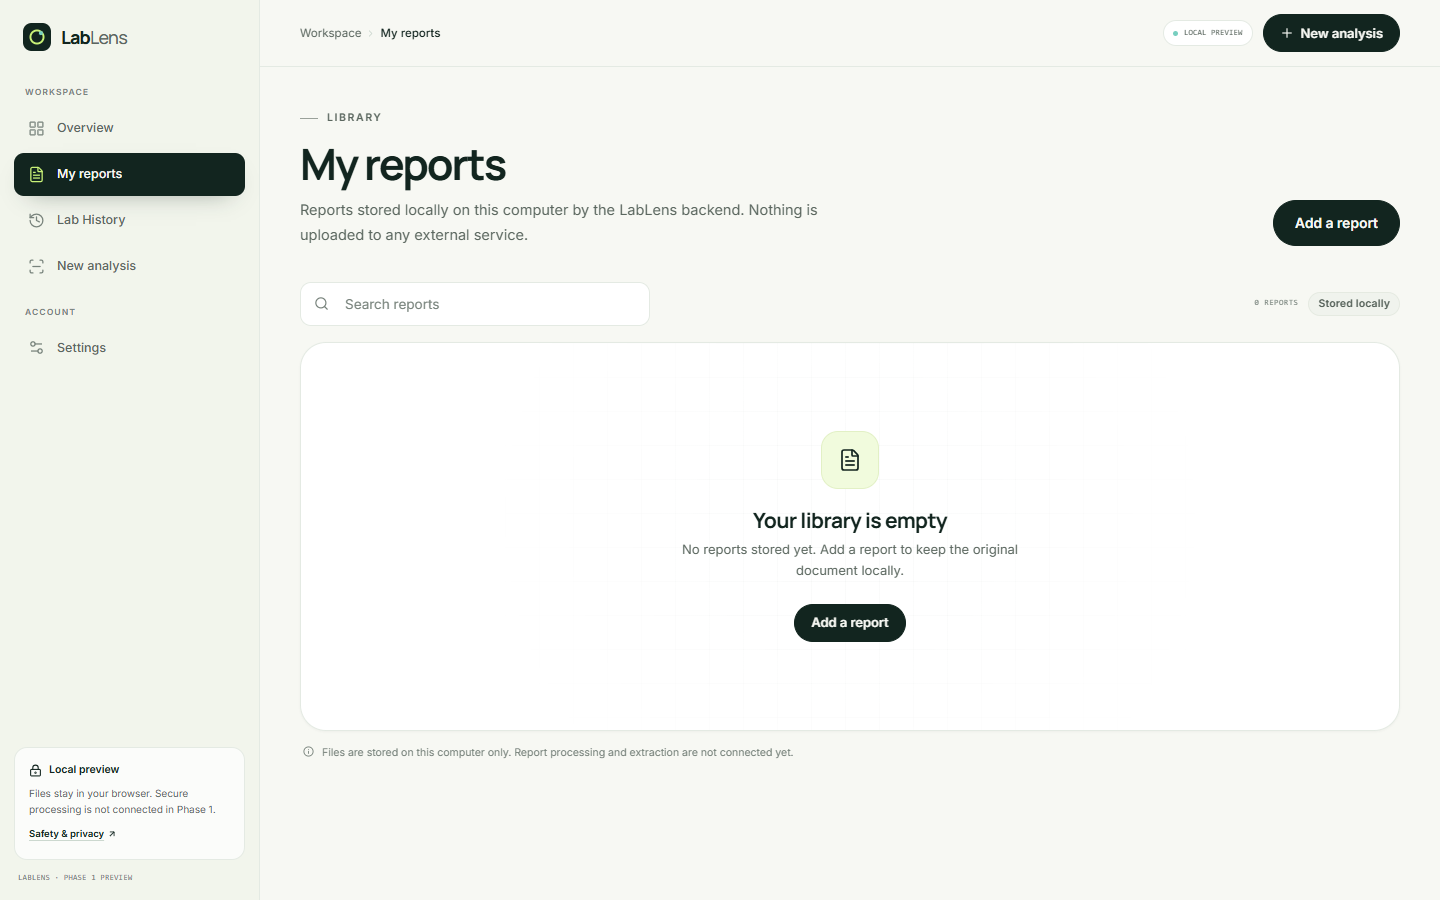 LabLens
WORKSPACE
Overview
My reports
Lab History
New analysis
ACCOUNT
Settings
Local preview
Files stay in your browser. Secure
processing is not connected in Phase 1.
Safety & privacy ↗
LABLENS · PHASE 1 PREVIEW
Workspace › My reports
LOCAL PREVIEW
+ New analysis
LIBRARY
My reports
Reports stored locally on this computer by the LabLens backend. Nothing is
uploaded to any external service.
Add a report
Search reports
0 REPORTS
Stored locally
Your library is empty
No reports stored yet. Add a report to keep the original
document locally.
Add a report
Files are stored on this computer only. Report processing and extraction are not connected yet.